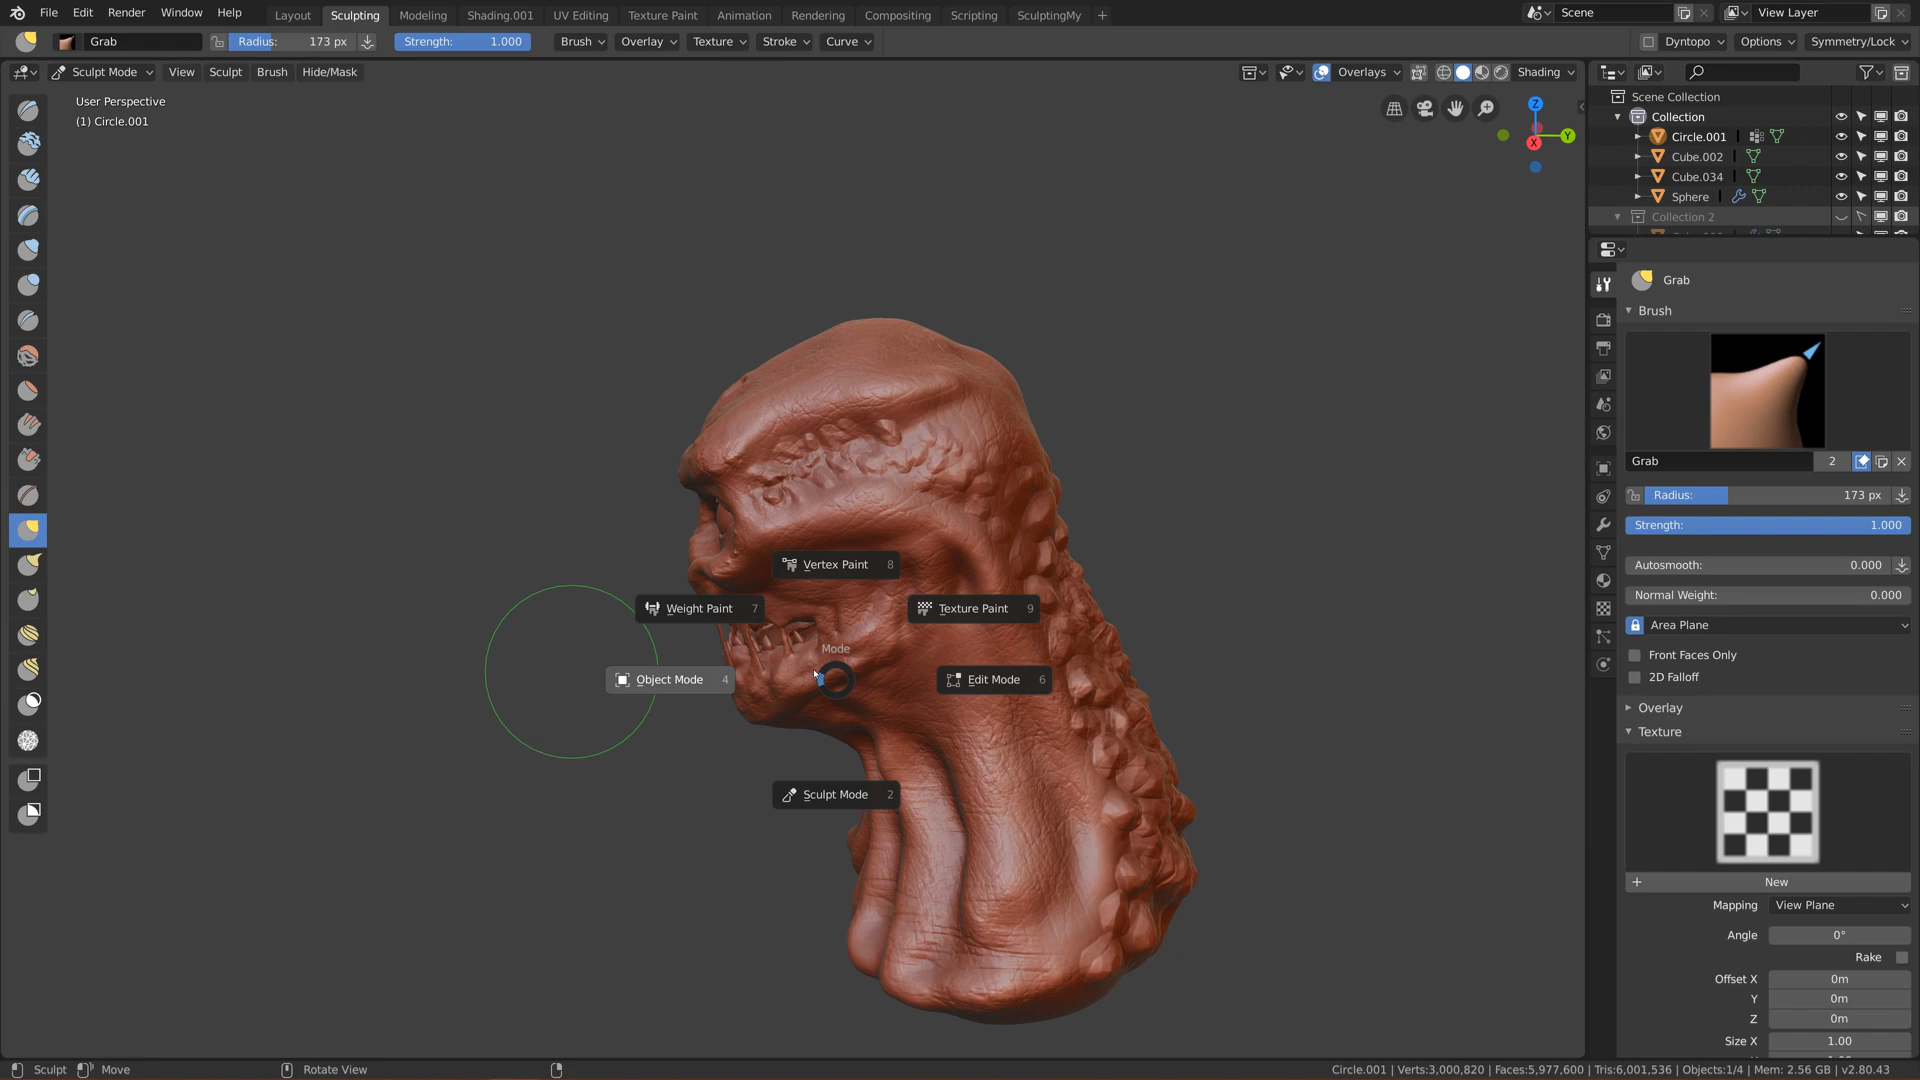 File Edit Render Window Help Layout Sculpting Modeling Shading.001 UV Editing Texture Paint Animation Rendering Compositing Scripting SculptingMy + Scene View Layer
Grab Radius: 173 px Strength: 1.000 Brush Overlay Texture Stroke Curve Dyntopo Options Symmetry/Lock
Sculpt Mode View Sculpt Brush Hide/Mask Overlays Shading
User Perspective
(1) Circle.001
Z
Y
X
Scene Collection
Collection
Circle.001
Cube.002
Cube.034
Sphere
Collection 2
Grab
Brush
Grab 2
Radius: 173 px
Strength: 1.000
Autosmooth: 0.000
Normal Weight: 0.000
Area Plane
Front Faces Only
2D Falloff
Overlay
Texture
+ New
Mapping View Plane
Angle 0°
Rake
Offset X 0m
Y 0m
Z 0m
Size X 1.00
Vertex Paint 8
Weight Paint 7
Texture Paint 9
Mode
Object Mode 4
Edit Mode 6
Sculpt Mode 2
Sculpt Move Rotate View Circle.001 | Verts:3,000,820 | Faces:5,977,600 | Tris:6,001,536 | Objects:1/4 | Mem: 2.56 GB | v2.80.43